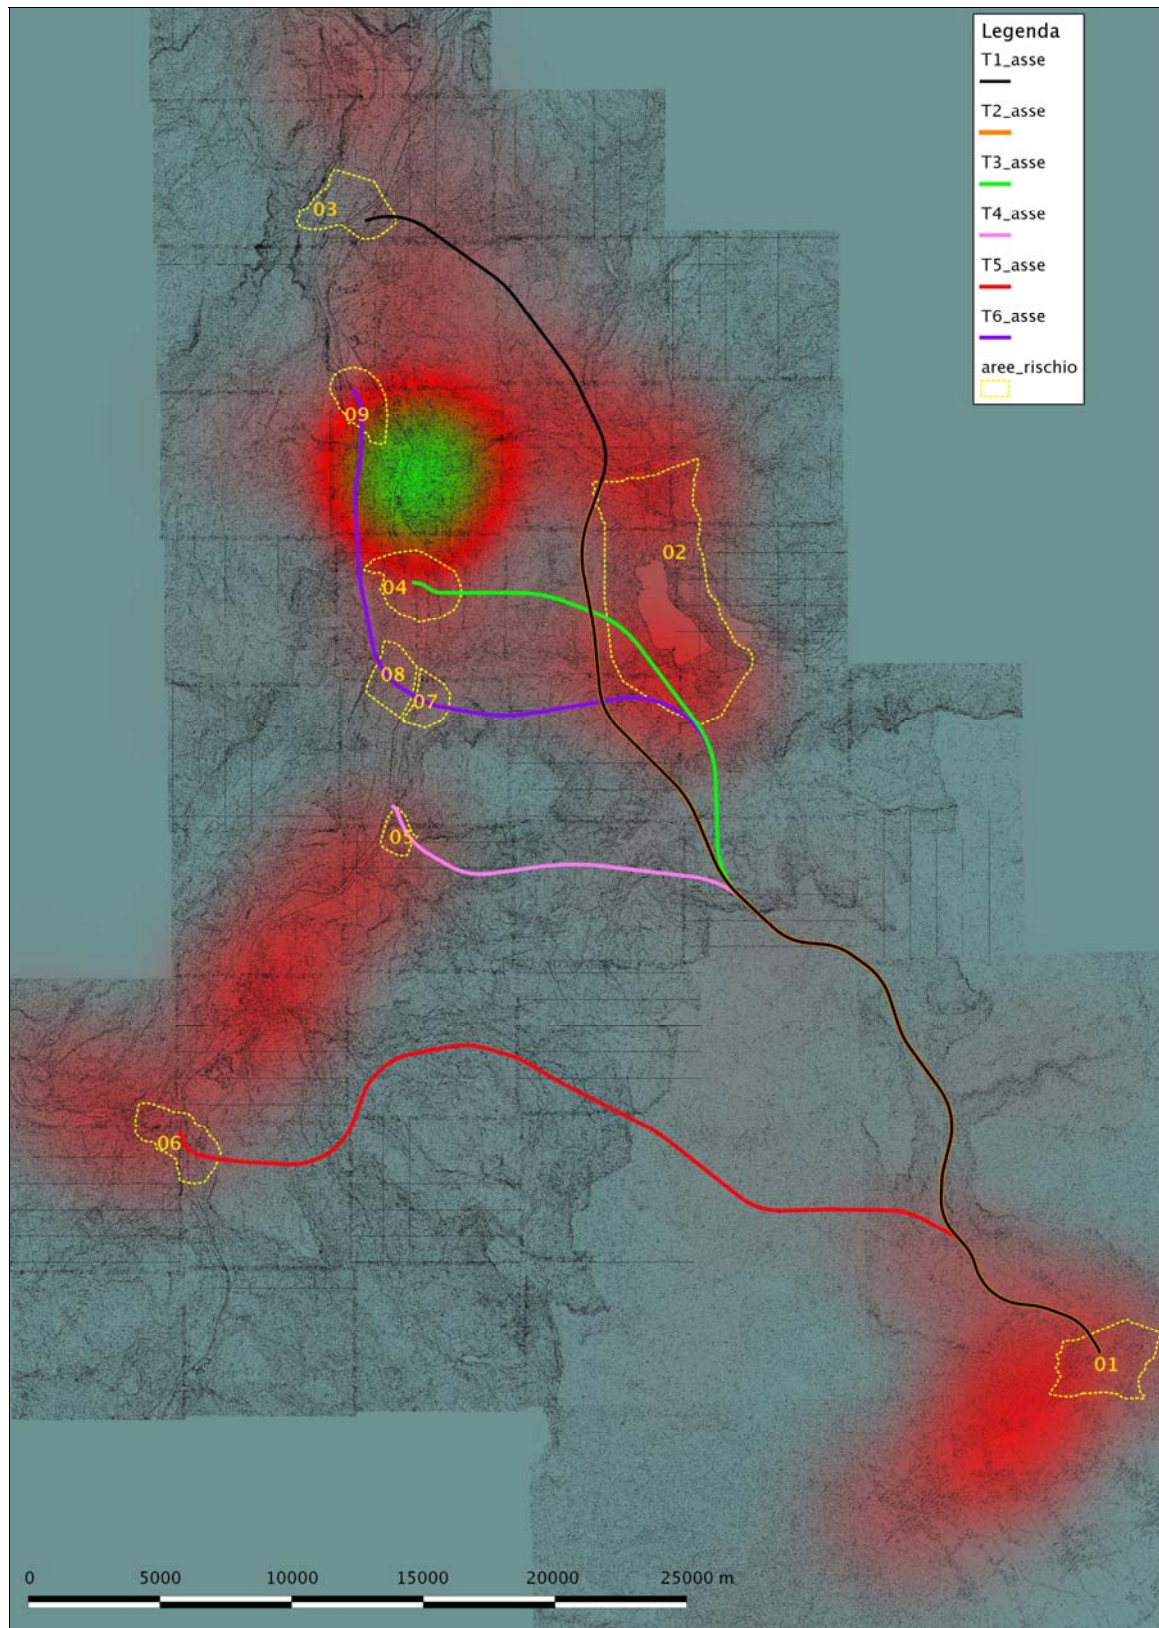 Legenda
T1_asse
T2_asse
T3_asse
T4_asse
T5_asse
T6_asse
aree_rischio
03
09
02
04
08
07
05
06
01
0 5000 10000 15000 20000 25000 m